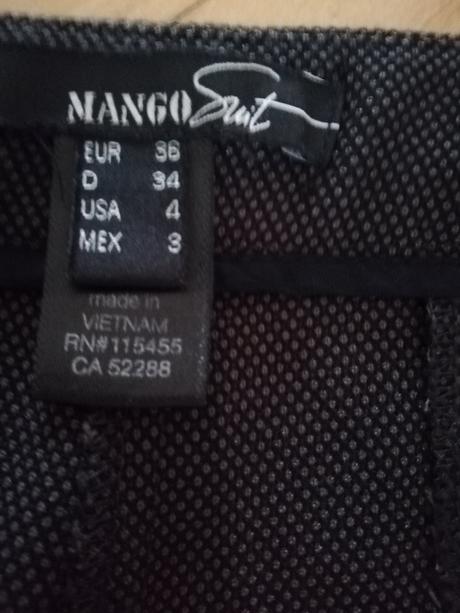 MANGO Suit
EUR 36
D 34
USA 4
MEX 3
made in
VIETNAM
RN#115455
CA 52288